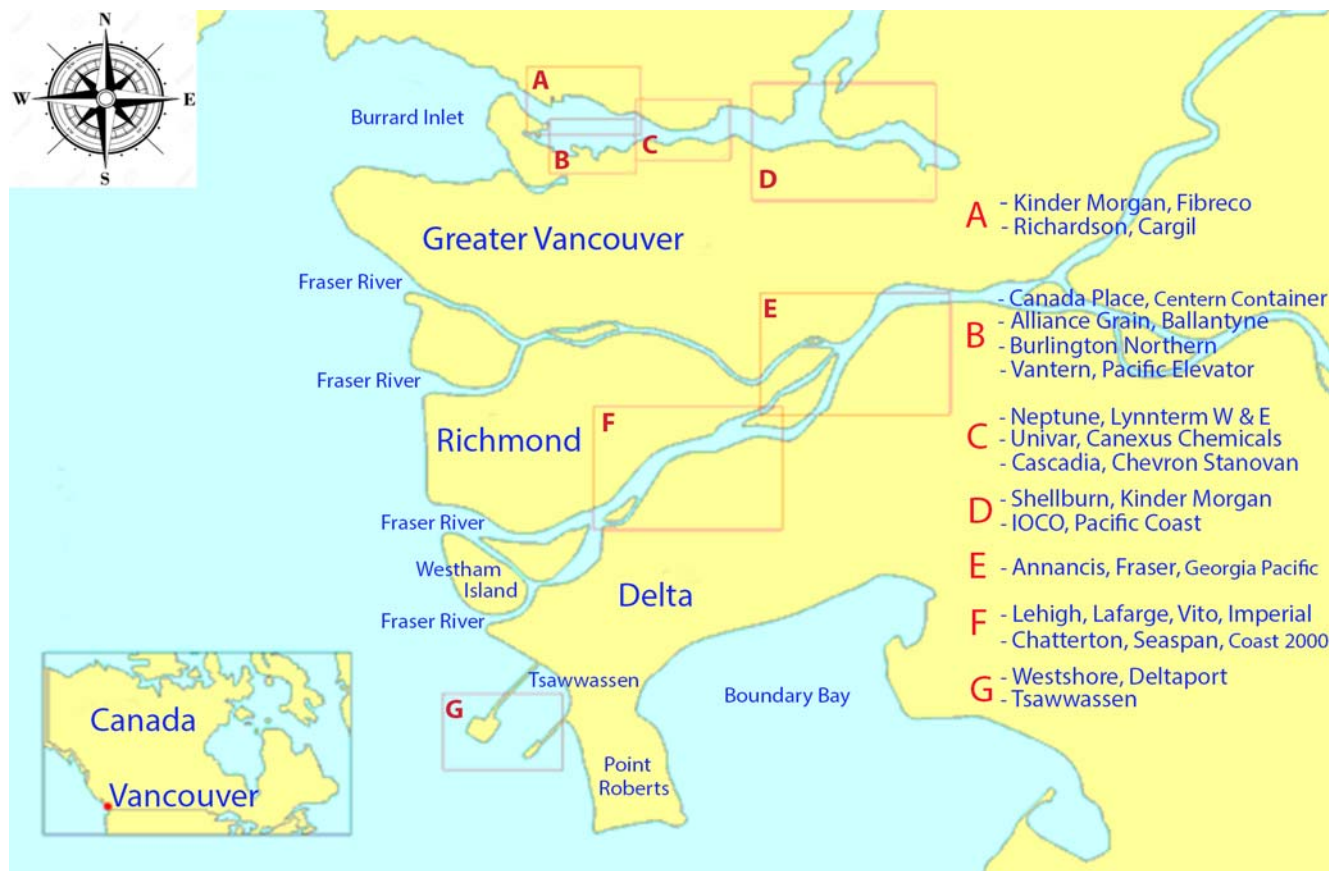 N
W
E
S
Burrard Inlet
A
B
C
D
Greater Vancouver
Fraser River
E
Fraser River
F
Richmond
Fraser River
Westham
Island
Delta
Fraser River
Tsawwassen
G
Boundary Bay
Point
Roberts
Canada
Vancouver
A
- Kinder Morgan, Fibreco
- Richardson, Cargil
B
- Canada Place, Centern Container
- Alliance Grain, Ballantyne
- Burlington Northern
- Vantern, Pacific Elevator
C
- Neptune, Lynnterm W & E
- Univar, Canexus Chemicals
- Cascadia, Chevron Stanovan
D
- Shellburn, Kinder Morgan
- IOCO, Pacific Coast
E
- Annancis, Fraser, Georgia Pacific
F
- Lehigh, Lafarge, Vito, Imperial
- Chatterton, Seaspan, Coast 2000
G
- Westshore, Deltaport
- Tsawwassen